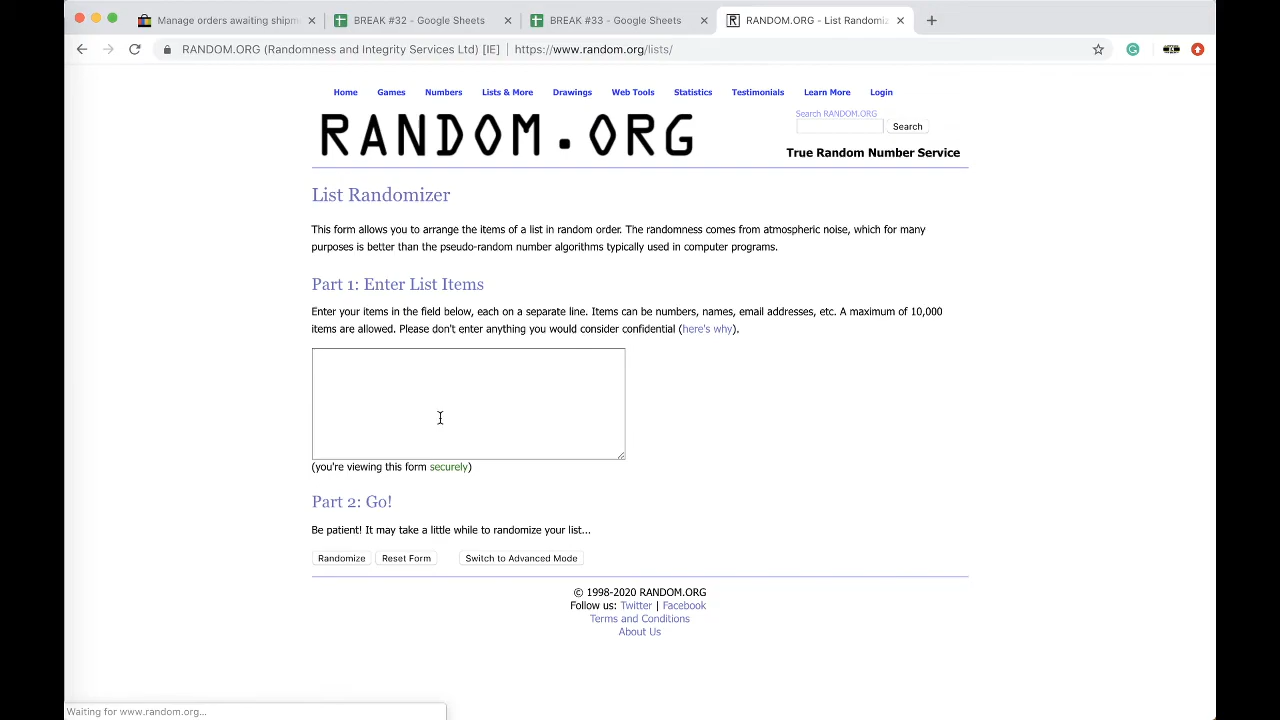 Manage orders awaiting shipm
BREAK #32 - Google Sheets
BREAK #33 - Google Sheets
RANDOM.ORG - List Randomiz
RANDOM.ORG (Randomness and Integrity Services Ltd) [IE] | https://www.random.org/lists/
Home Games Numbers Lists & More Drawings Web Tools Statistics Testimonials Learn More Login
RANDOM.ORG
Search RANDOM.ORG
Search
True Random Number Service
List Randomizer
This form allows you to arrange the items of a list in random order. The randomness comes from atmospheric noise, which for many
purposes is better than the pseudo-random number algorithms typically used in computer programs.
Part 1: Enter List Items
Enter your items in the field below, each on a separate line. Items can be numbers, names, email addresses, etc. A maximum of 10,000
items are allowed. Please don't enter anything you would consider confidential (here's why).
(you're viewing this form securely)
Part 2: Go!
Be patient! It may take a little while to randomize your list...
Randomize Reset Form Switch to Advanced Mode
© 1998-2020 RANDOM.ORG
Follow us: Twitter | Facebook
Terms and Conditions
About Us
Waiting for www.random.org...